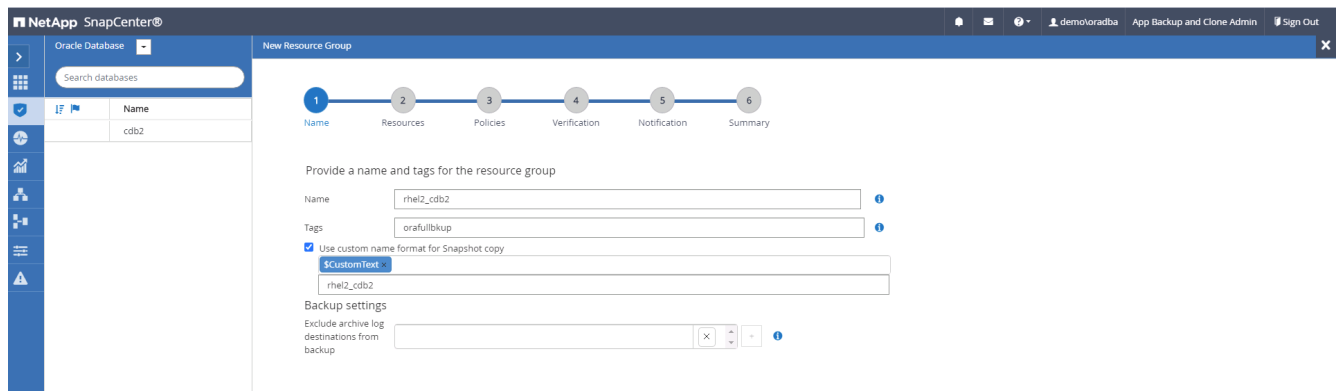 NetApp SnapCenter®
demo\oradba App Backup and Clone Admin Sign Out
Oracle Database
New Resource Group
Search databases
Name
cdb2
1 2 3 4 5 6
Name Resources Policies Verification Notification Summary
Provide a name and tags for the resource group
Name rhel2_cdb2
Tags orafullbkup
Use custom name format for Snapshot copy
$CustomText ×
rhel2_cdb2
Backup settings
Exclude archive log
destinations from
backup